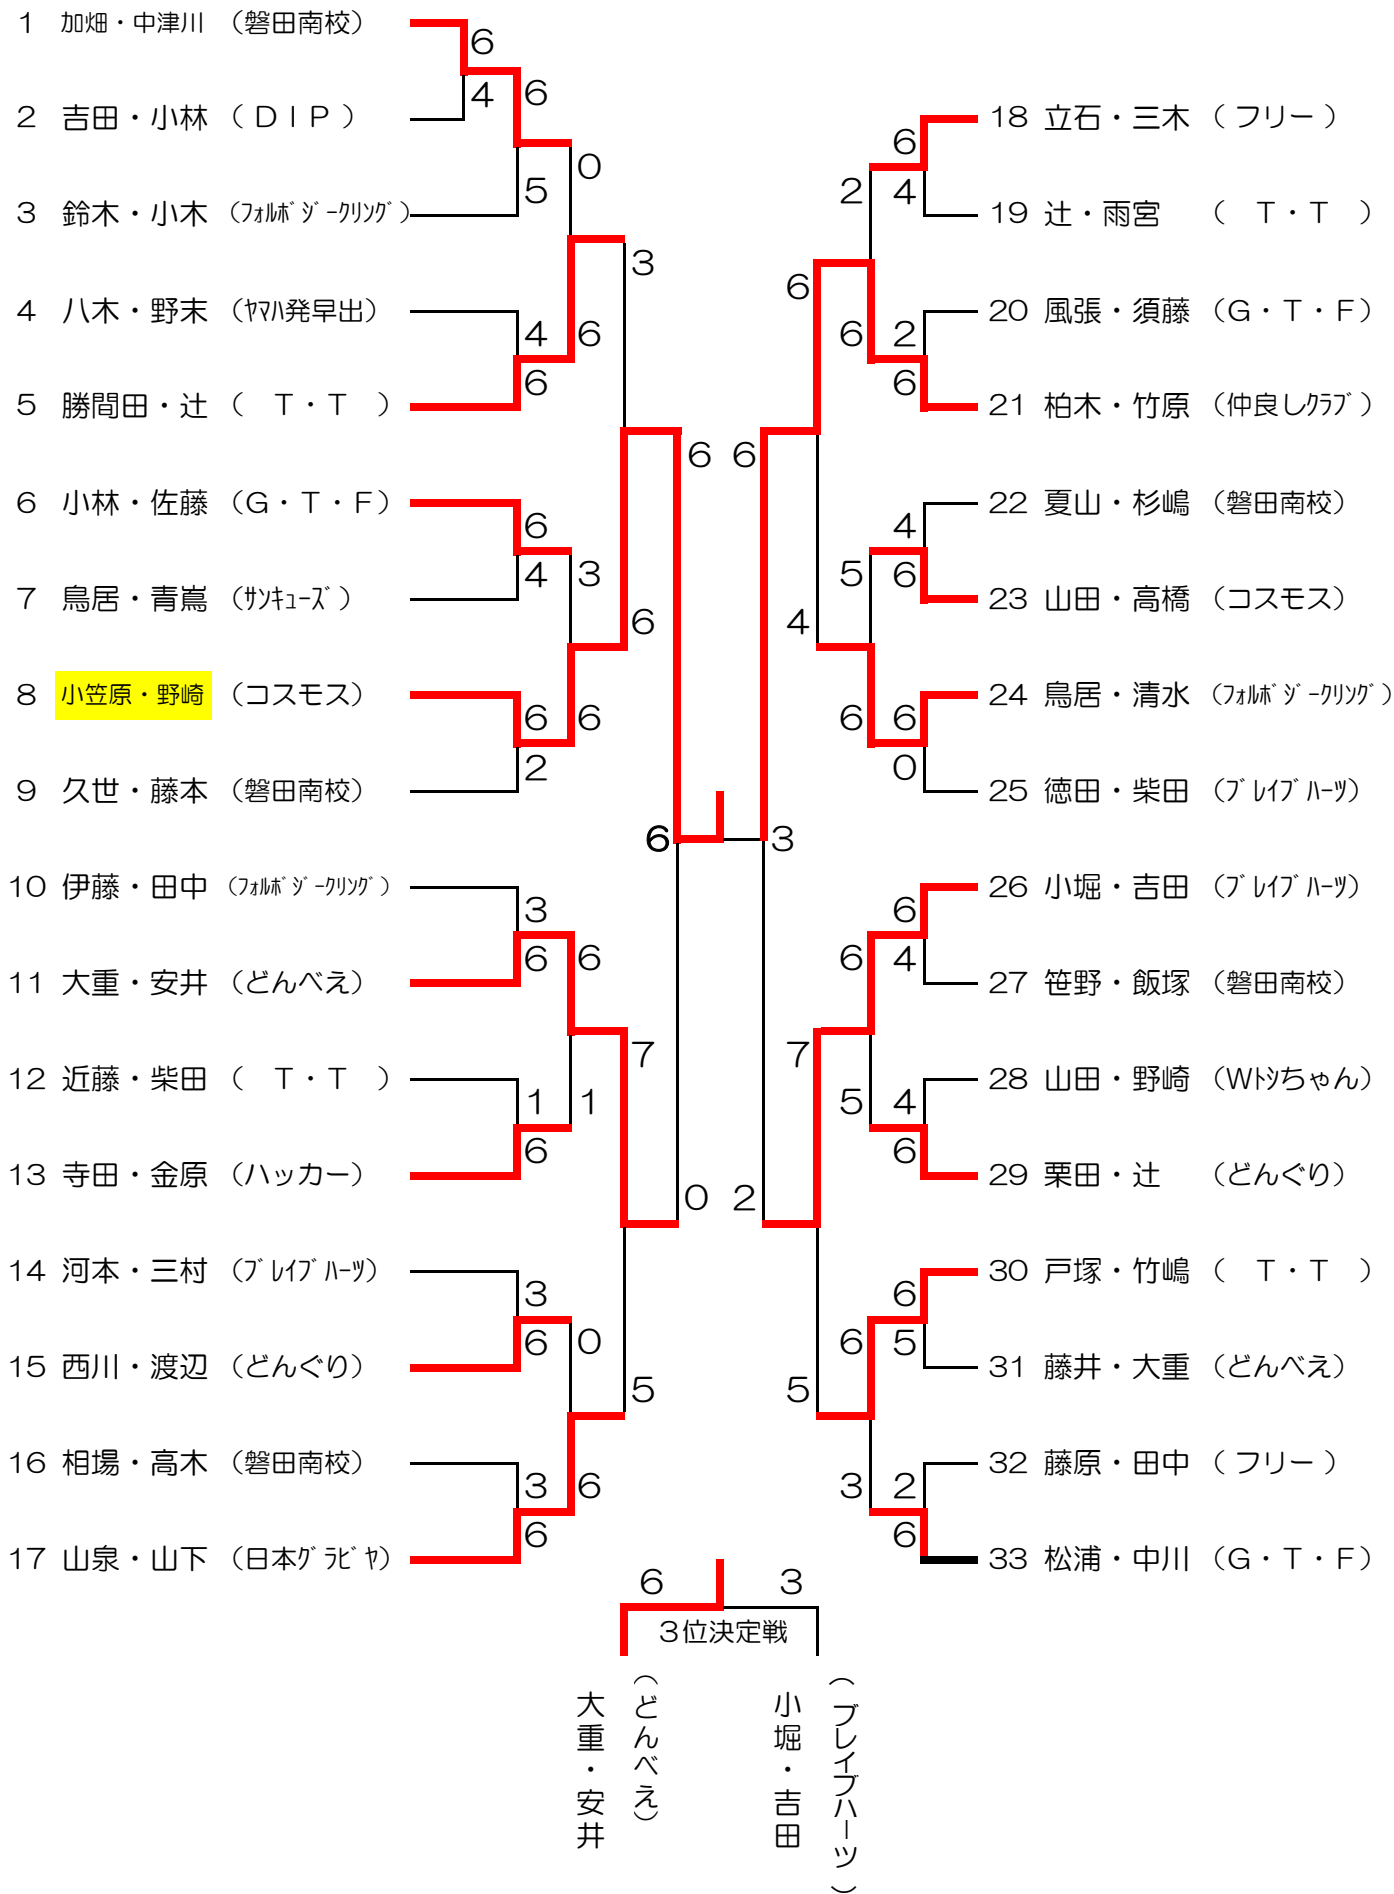 1 加畑・中津川 （磐田南校）
2 吉田・小林 （ＤＩＰ）
3 鈴木・小木 （ﾌｫﾙﾎﾞｼﾞｰｸﾘﾝｸﾞ）
4 八木・野末 （ﾔﾏﾊ発早出）
5 勝間田・辻 （　Ｔ・Ｔ　）
6 小林・佐藤 （Ｇ・Ｔ・Ｆ）
7 鳥居・青嶌 （ｻﾝｷｭｰｽﾞ）
8 小笠原・野崎 （コスモス）
9 久世・藤本 （磐田南校）
10 伊藤・田中 （ﾌｫﾙﾎﾞｼﾞｰｸﾘﾝｸﾞ）
11 大重・安井 （どんべえ）
12 近藤・柴田 （　Ｔ・Ｔ　）
13 寺田・金原 （ハッカー）
14 河本・三村 （ﾌﾞﾚｲﾌﾞﾊｰﾂ）
15 西川・渡辺 （どんぐり）
16 相場・高木 （磐田南校）
17 山泉・山下 （日本ｸﾞﾗﾋﾞﾔ）
6
4
6
5
0
4
6
6
3
6
4
3
6
2
6
6
6
3
6
6
1
6
1
7
3
6
0
3
6
6
5
0
6
3
18 立石・三木 （フリー）
19 辻・雨宮 （　Ｔ・Ｔ　）
20 風張・須藤 （Ｇ・Ｔ・Ｆ）
21 柏木・竹原 （仲良しｸﾗﾌﾞ）
22 夏山・杉嶋 （磐田南校）
23 山田・高橋 （コスモス）
24 鳥居・清水 （ﾌｫﾙﾎﾞｼﾞｰｸﾘﾝｸﾞ）
25 徳田・柴田 （ﾌﾞﾚｲﾌﾞﾊｰﾂ）
26 小堀・吉田 （ﾌﾞﾚｲﾌﾞﾊｰﾂ）
27 笹野・飯塚 （磐田南校）
28 山田・野崎 （Wﾄｼちゃん）
29 栗田・辻 （どんぐり）
30 戸塚・竹嶋 （　Ｔ・Ｔ　）
31 藤井・大重 （どんべえ）
32 藤原・田中 （フリー）
33 松浦・中川 （Ｇ・Ｔ・Ｆ）
6
4
2
2
6
6
6
6
4
6
5
4
6
6
0
6
4
6
7
5
4
6
2
6
5
6
5
3
2
6
6 3
3位決定戦
大重・安井
（どんべえ）
小堀・吉田
（ブレイブハーツ）